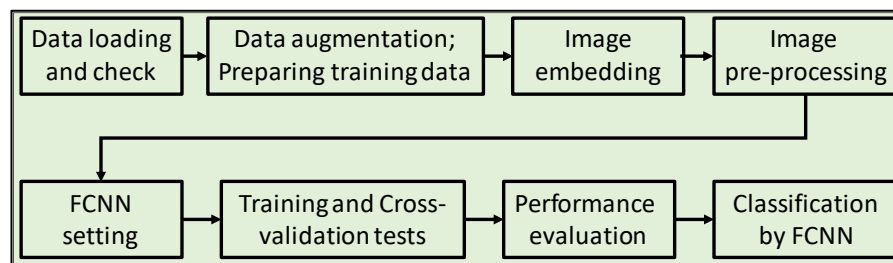 Data loading
and check
Data augmentation;
Preparing training data
Image
embedding
Image
pre-processing
FCNN
setting
Training and Cross-
validation tests
Performance
evaluation
Classification
by FCNN